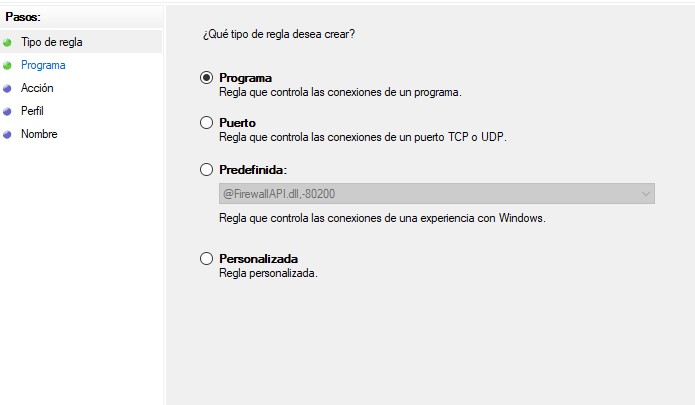 Pasos:
Tipo de regla
Programa
Acción
Perfil
Nombre
¿Qué tipo de regla desea crear?
Programa
Regla que controla las conexiones de un programa.
Puerto
Regla que controla las conexiones de un puerto TCP o UDP.
Predefinida:
@FirewallAPI.dll,-80200
Regla que controla las conexiones de una experiencia con Windows.
Personalizada
Regla personalizada.